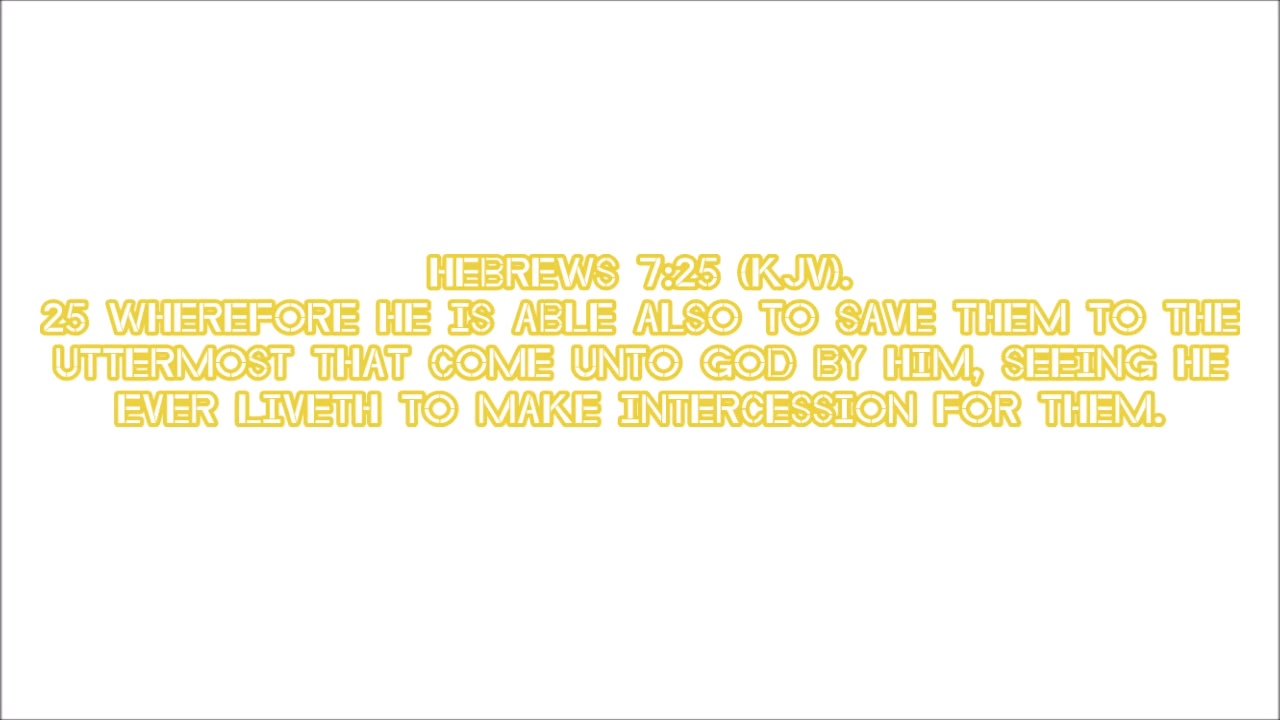 HEBREWS 7:25 (KJV).
25 WHEREFORE HE IS ABLE ALSO TO SAVE THEM TO THE
UTTERMOST THAT COME UNTO GOD BY HIM, SEEING HE
EVER LIVETH TO MAKE INTERCESSION FOR THEM.